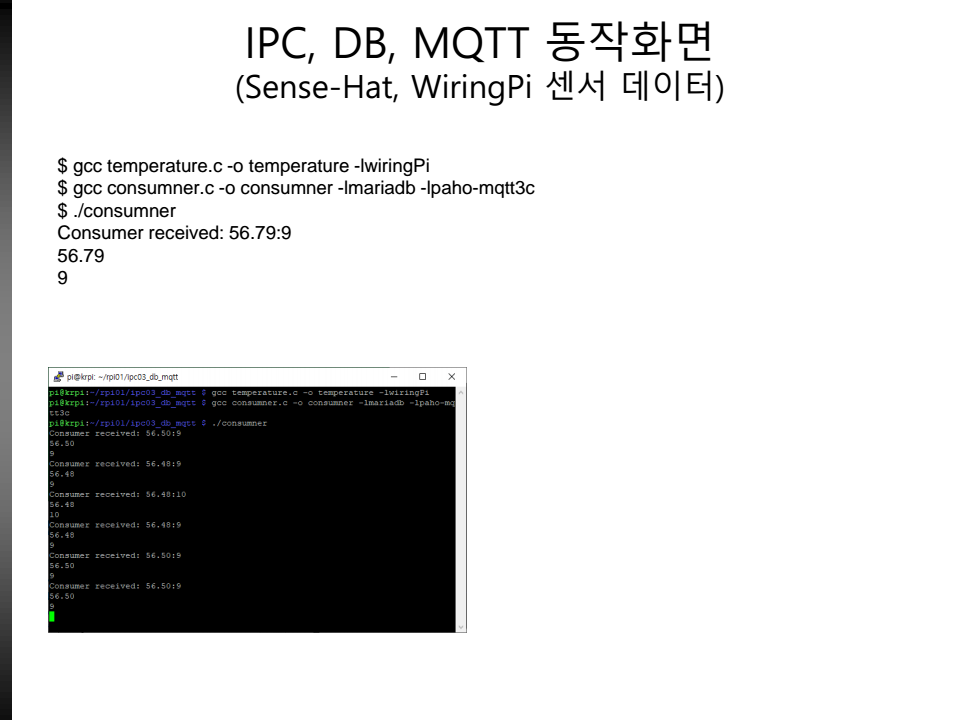 IPC, DB, MQTT 동작화면
(Sense-Hat, WiringPi 센서 데이터)
$ gcc temperature.c -o temperature -lwiringPi
$ gcc consumner.c -o consumner -lmariadb -lpaho-mqtt3c
$ ./consumner
Consumer received: 56.79:9
56.79
9
pi@krpi: ~/rpi01/ipc03_db_mqtt
pi@krpi:~/rpi01/ipc03_db_mqtt $ gcc temperature.c -o temperature -lwiringPi
pi@krpi:~/rpi01/ipc03_db_mqtt $ gcc consumner.c -o consumner -lmariadb -lpaho-mq
tt3c
pi@krpi:~/rpi01/ipc03_db_mqtt $ ./consumner
Consumer received: 56.50:9
56.50
9
Consumer received: 56.48:9
56.48
9
Consumer received: 56.48:10
56.48
10
Consumer received: 56.48:9
56.48
9
Consumer received: 56.50:9
56.50
9
Consumer received: 56.50:9
56.50
9